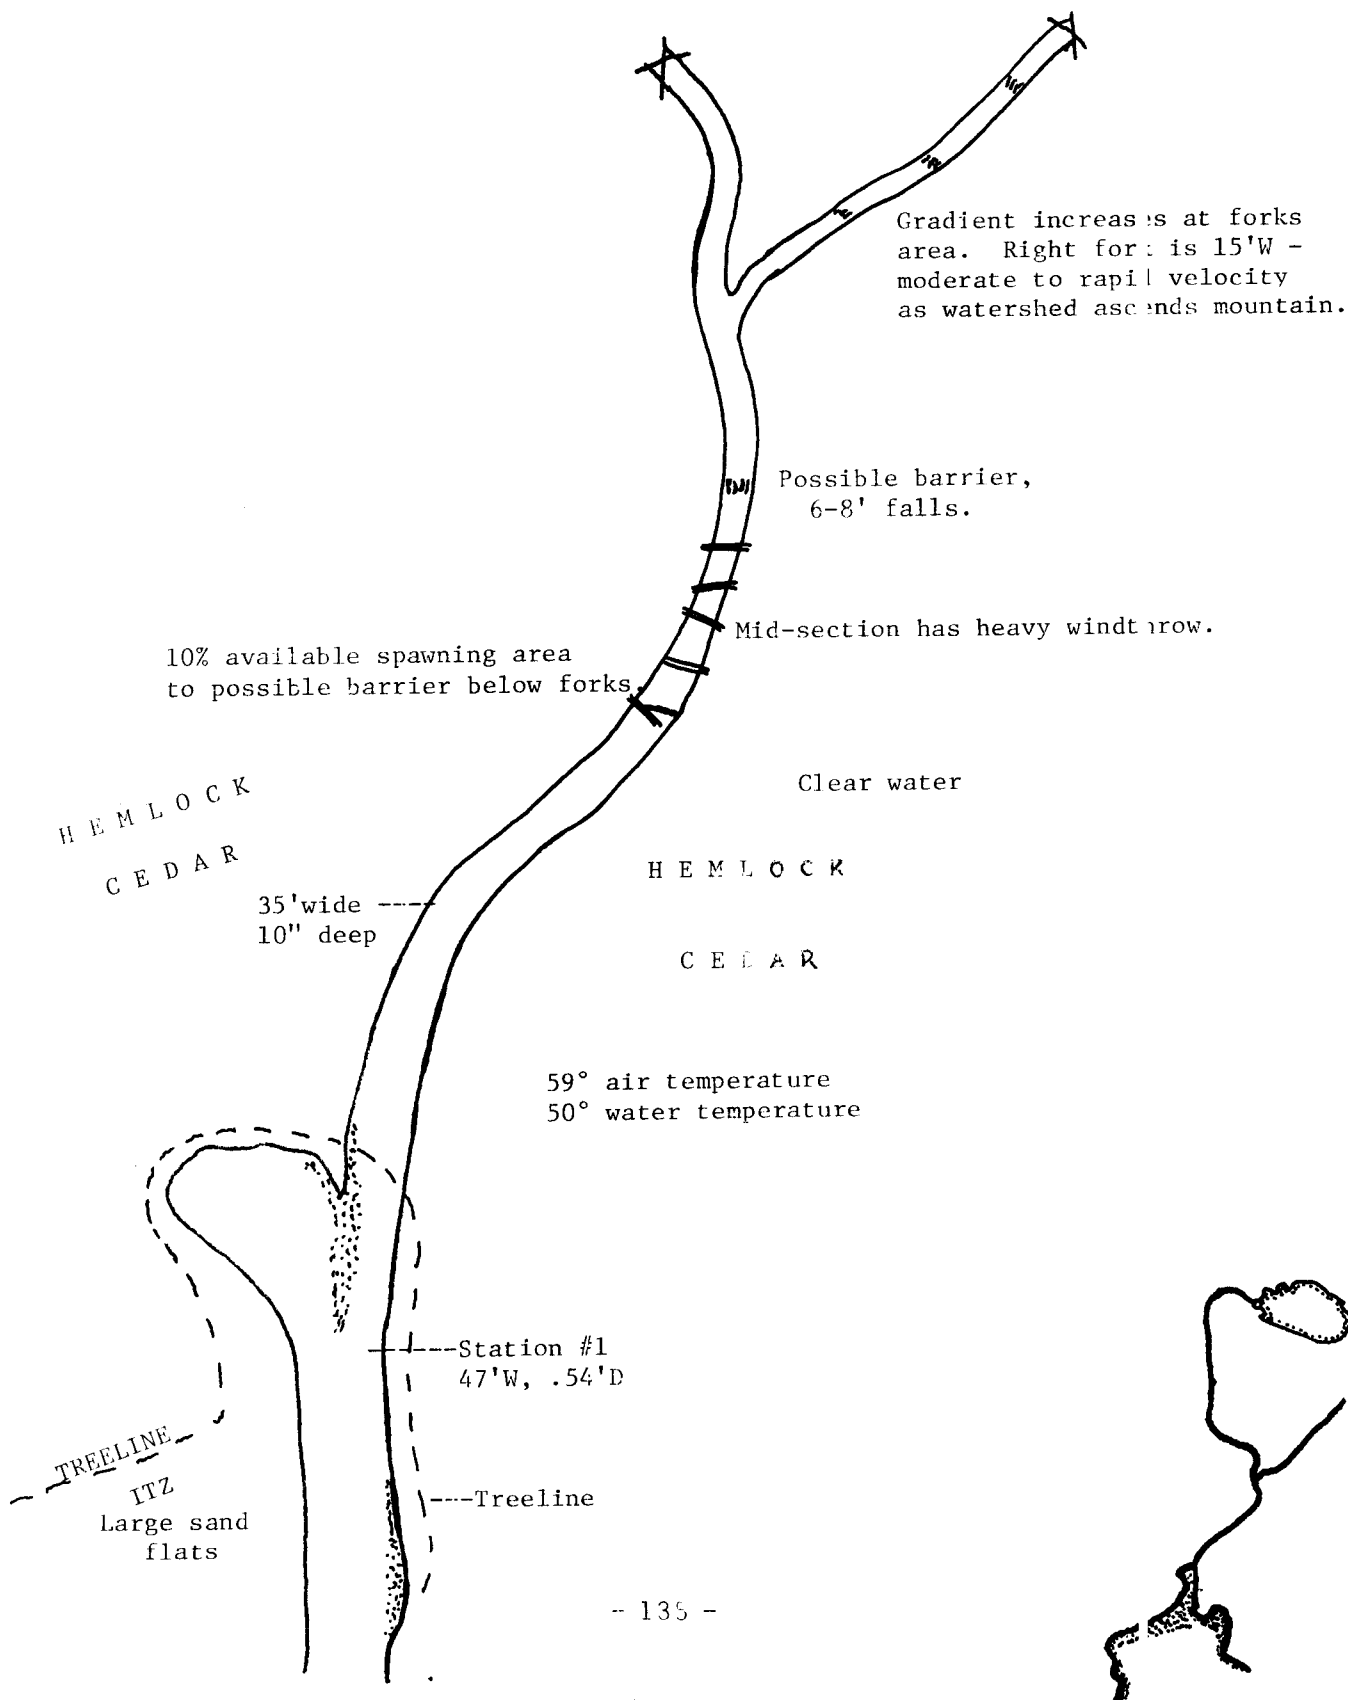 Gradient increases at forks
area. Right fork is 15'W -
moderate to rapid velocity
as watershed ascends mountain.
Possible barrier,
6-8' falls.
Mid-section has heavy windthrow.
10% available spawning area
to possible barrier below forks.
Clear water
HEMLOCK
CEDAR
HEMLOCK
CEDAR
35'wide
10" deep
59° air temperature
50° water temperature
Station #1
47'W, .54'D
TREELINE
ITZ
Large sand
flats
Treeline